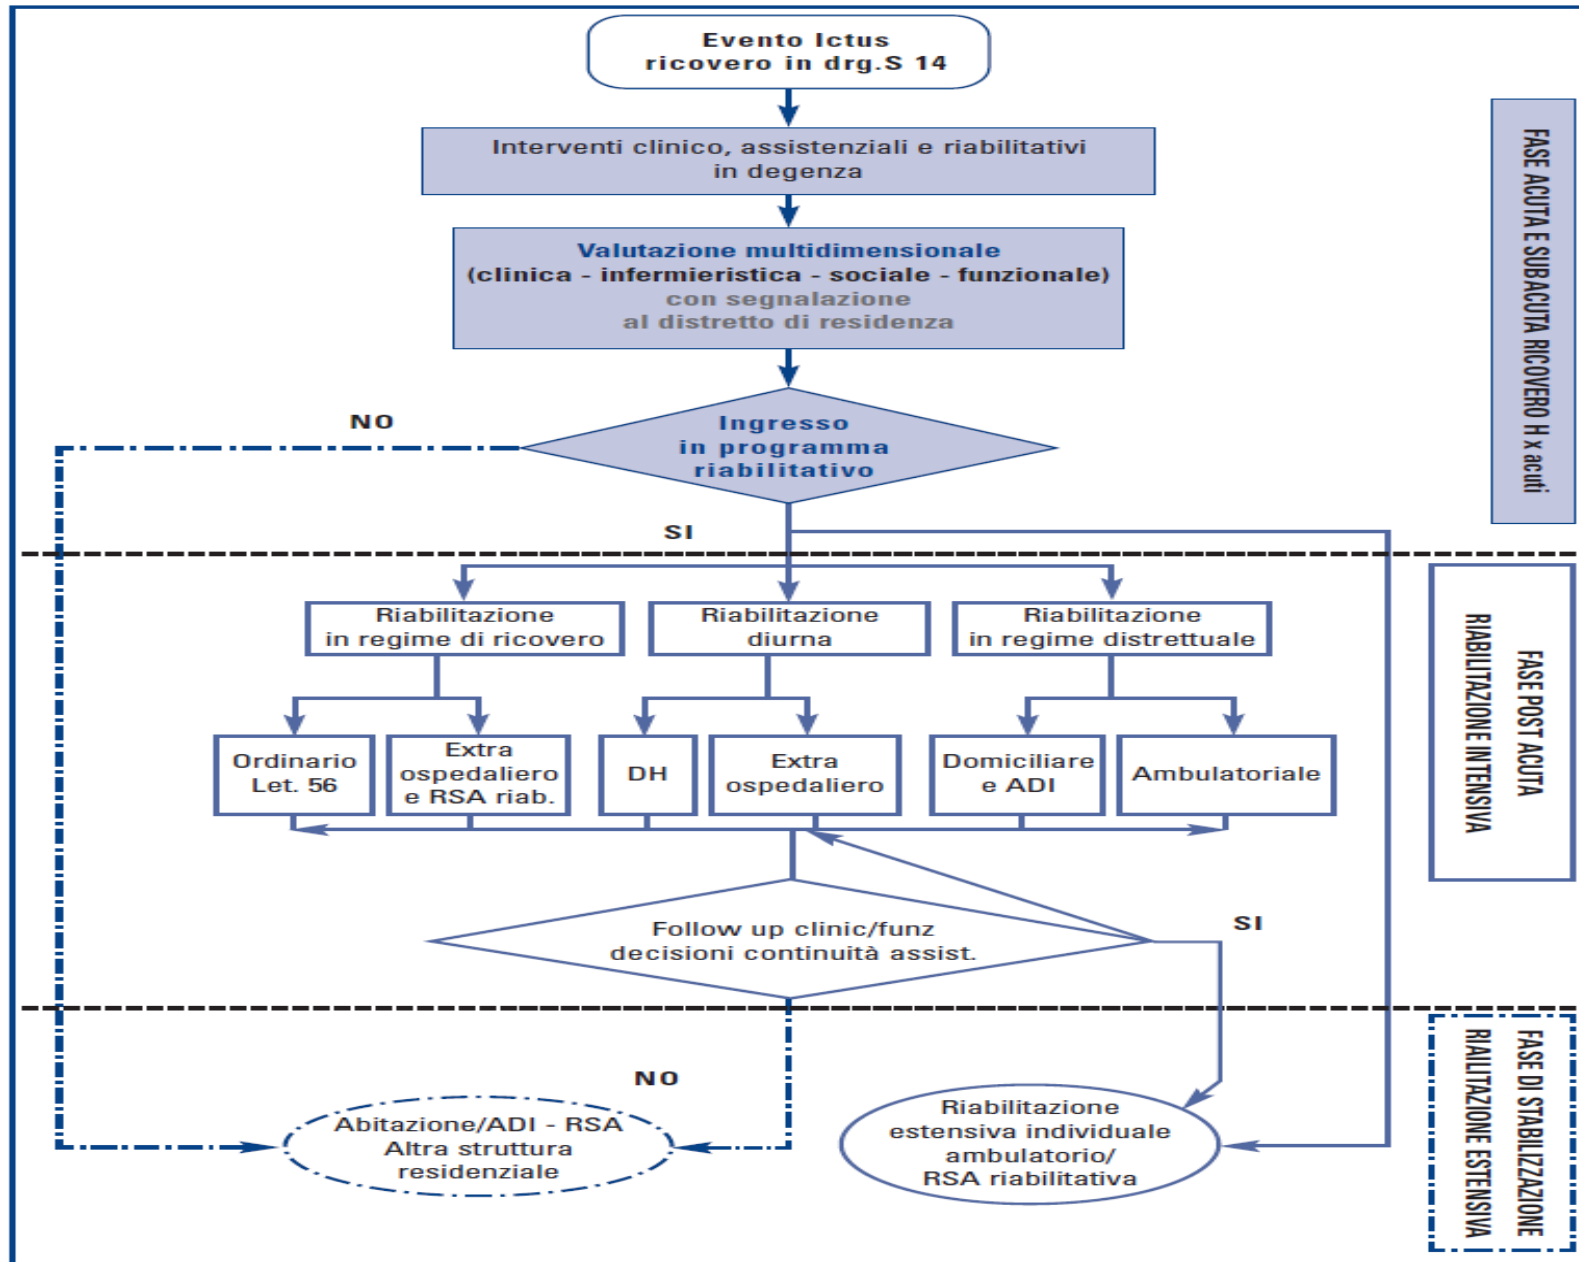 Evento Ictus
ricovero in drg.S 14
Interventi clinico, assistenziali e riabilitativi
in degenza
Valutazione multidimensionale
(clinica - infermieristica - sociale - funzionale)
con segnalazione
al distretto di residenza
FASE ACUTA E SUBACUTA RICOVERO H x acuti
NO
Ingresso
in programma
riabilitativo
SI
Riabilitazione
in regime di ricovero
Riabilitazione
diurna
Riabilitazione
in regime distrettuale
Ordinario
Let. 56
Extra
ospedaliero
e RSA riab.
DH
Extra
ospedaliero
Domiciliare
e ADI
Ambulatoriale
FASE POST ACUTA
RIABILITAZIONE INTENSIVA
Follow up clinic/funz
decisioni continuità assist.
SI
NO
Abitazione/ADI - RSA
Altra struttura
residenziale
Riabilitazione
estensiva individuale
ambulatorio/
RSA riabilitativa
FASE DI STABILIZZAZIONE
RIALITAZIONE ESTENSIVA